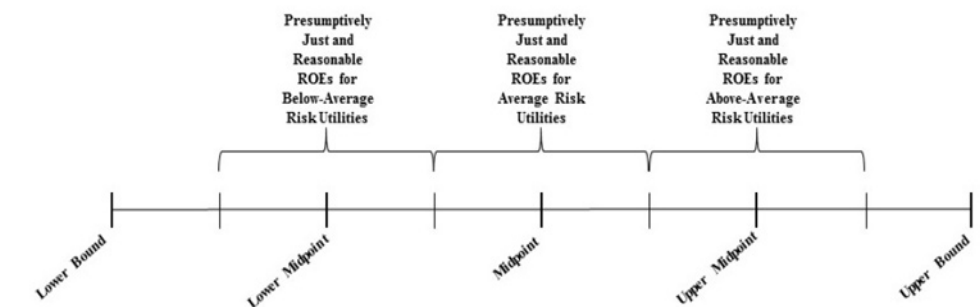 Presumptively
Just and
Reasonable
ROEs for
Below-Average
Risk Utilities
Presumptively
Just and
Reasonable
ROEs for
Average Risk
Utilities
Presumptively
Just and
Reasonable
ROEs for
Above-Average
Risk Utilities
Lower Bound
Lower Midpoint
Midpoint
Upper Midpoint
Upper Bound